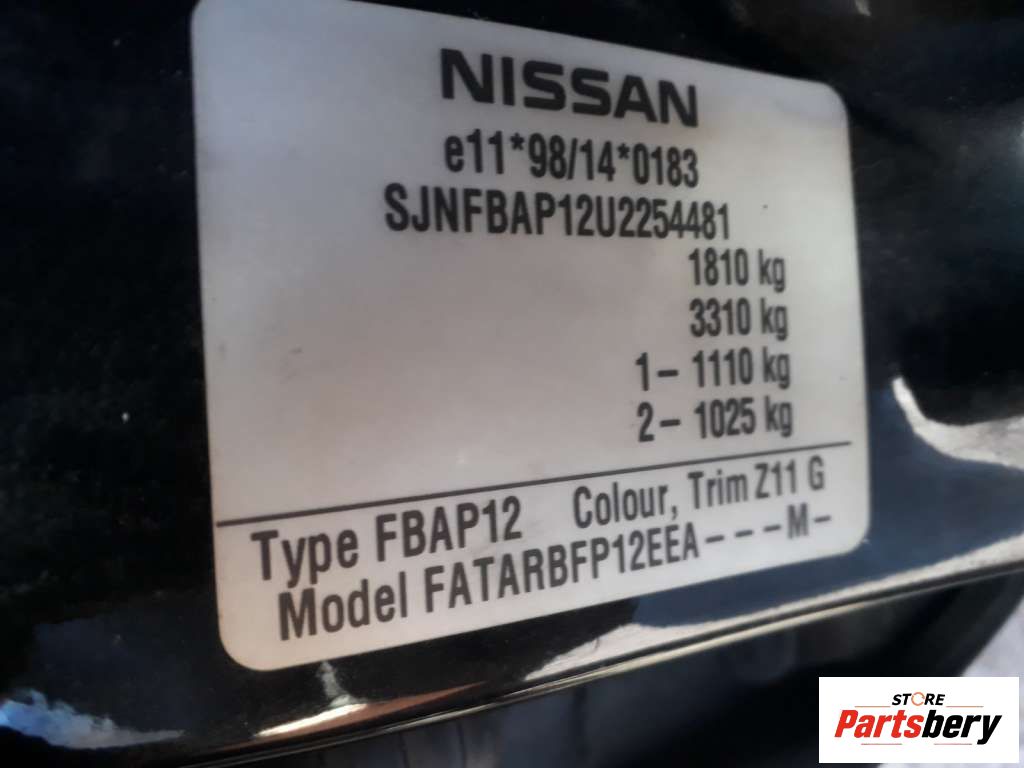 NISSAN
e11*98/14*0183
SJNFBAP12U2254481
1810 kg
3310 kg
1– 1110 kg
2– 1025 kg
Type FBAP12 Colour, Trim Z11 G
Model FATARBFP12EEA–––M–
STORE
Partsbery